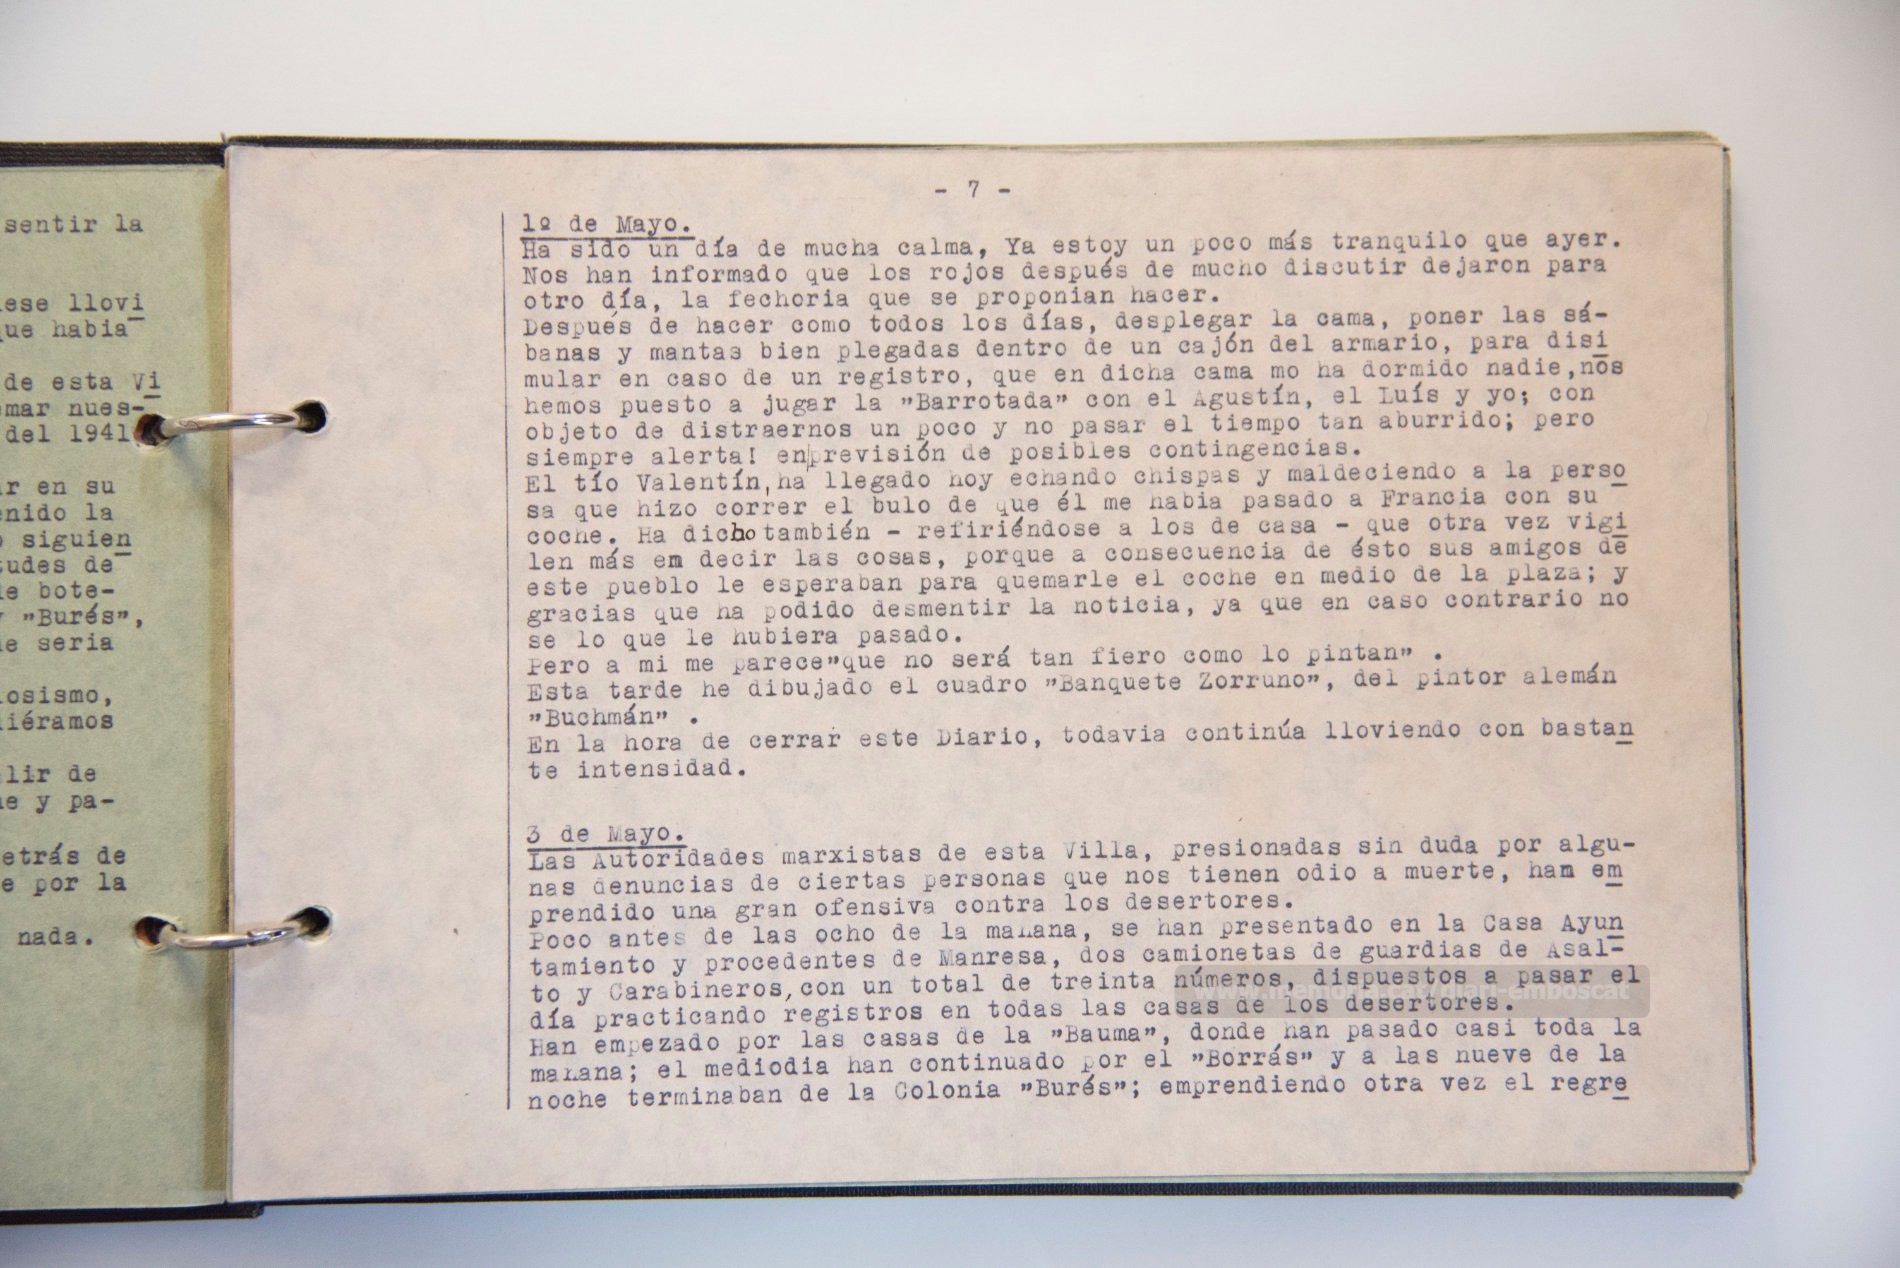 sentir la
ese llovi
que habia
de esta Vi
mar nues-
del 1941
r en su
enido la
siguien
tudes de
e bote-
"Burés",
e seria
osismo,
iéramos
lir de
e y pa-
etrás de
e por la
nada.
- 7 -
1º de Mayo.
Ha sido un día de mucha calma, Ya estoy un poco más tranquilo que ayer.
Nos han informado que los rojos después de mucho discutir dejaron para
otro día, la fechoria que se proponian hacer.
Después de hacer como todos los días, desplegar la cama, poner las sá-
banas y mantas bien plegadas dentro de un cajón del armario, para disi
mular en caso de un registro, que en dicha cama mo ha dormido nadie,nos
hemos puesto a jugar la "Barrotada" con el Agustín, el Luís y yo; con
objeto de distraernos un poco y no pasar el tiempo tan aburrido; pero
siempre alerta! en previsión de posibles contingencias.
El tío Valentín, ha llegado hoy echando chispas y maldeciendo a la perso
sa que hizo correr el bulo de que él me habia pasado a Francia con su
coche. Ha dicho también - refiriéndose a los de casa - que otra vez vigi
len más em decir las cosas, porque a consecuencia de ésto sus amigos de
este pueblo le esperaban para quemarle el coche en medio de la plaza; y
gracias que ha podido desmentir la noticia, ya que en caso contrario no
se lo que le hubiera pasado.
Pero a mi me parece"que no será tan fiero como lo pintan" .
Esta tarde he dibujado el cuadro "Banquete Zorruno", del pintor alemán
"Buchmán" .
En la hora de cerrar este Diario, todavia continúa lloviendo con bastan
te intensidad.
3 de Mayo.
Las Autoridades marxistas de esta Villa, presionadas sin duda por algu-
nas denuncias de ciertas personas que nos tienen odio a muerte, han em
prendido una gran ofensiva contra los desertores.
Poco antes de las ocho de la mañana, se han presentado en la Casa Ayun
tamiento y procedentes de Manresa, dos camionetas de guardias de Asal-
to y Carabineros, con un total de treinta números, dispuestos a pasar el
día practicando registros en todas las casas de los desertores.
Han empezado por las casas de la "Bauma", donde han pasado casi toda la
mañana; el mediodia han continuado por el "Borrás" y a las nueve de la
noche terminaban de la Colonia "Burés"; emprendiendo otra vez el regre
www.memoria.cat/diari-emboscat